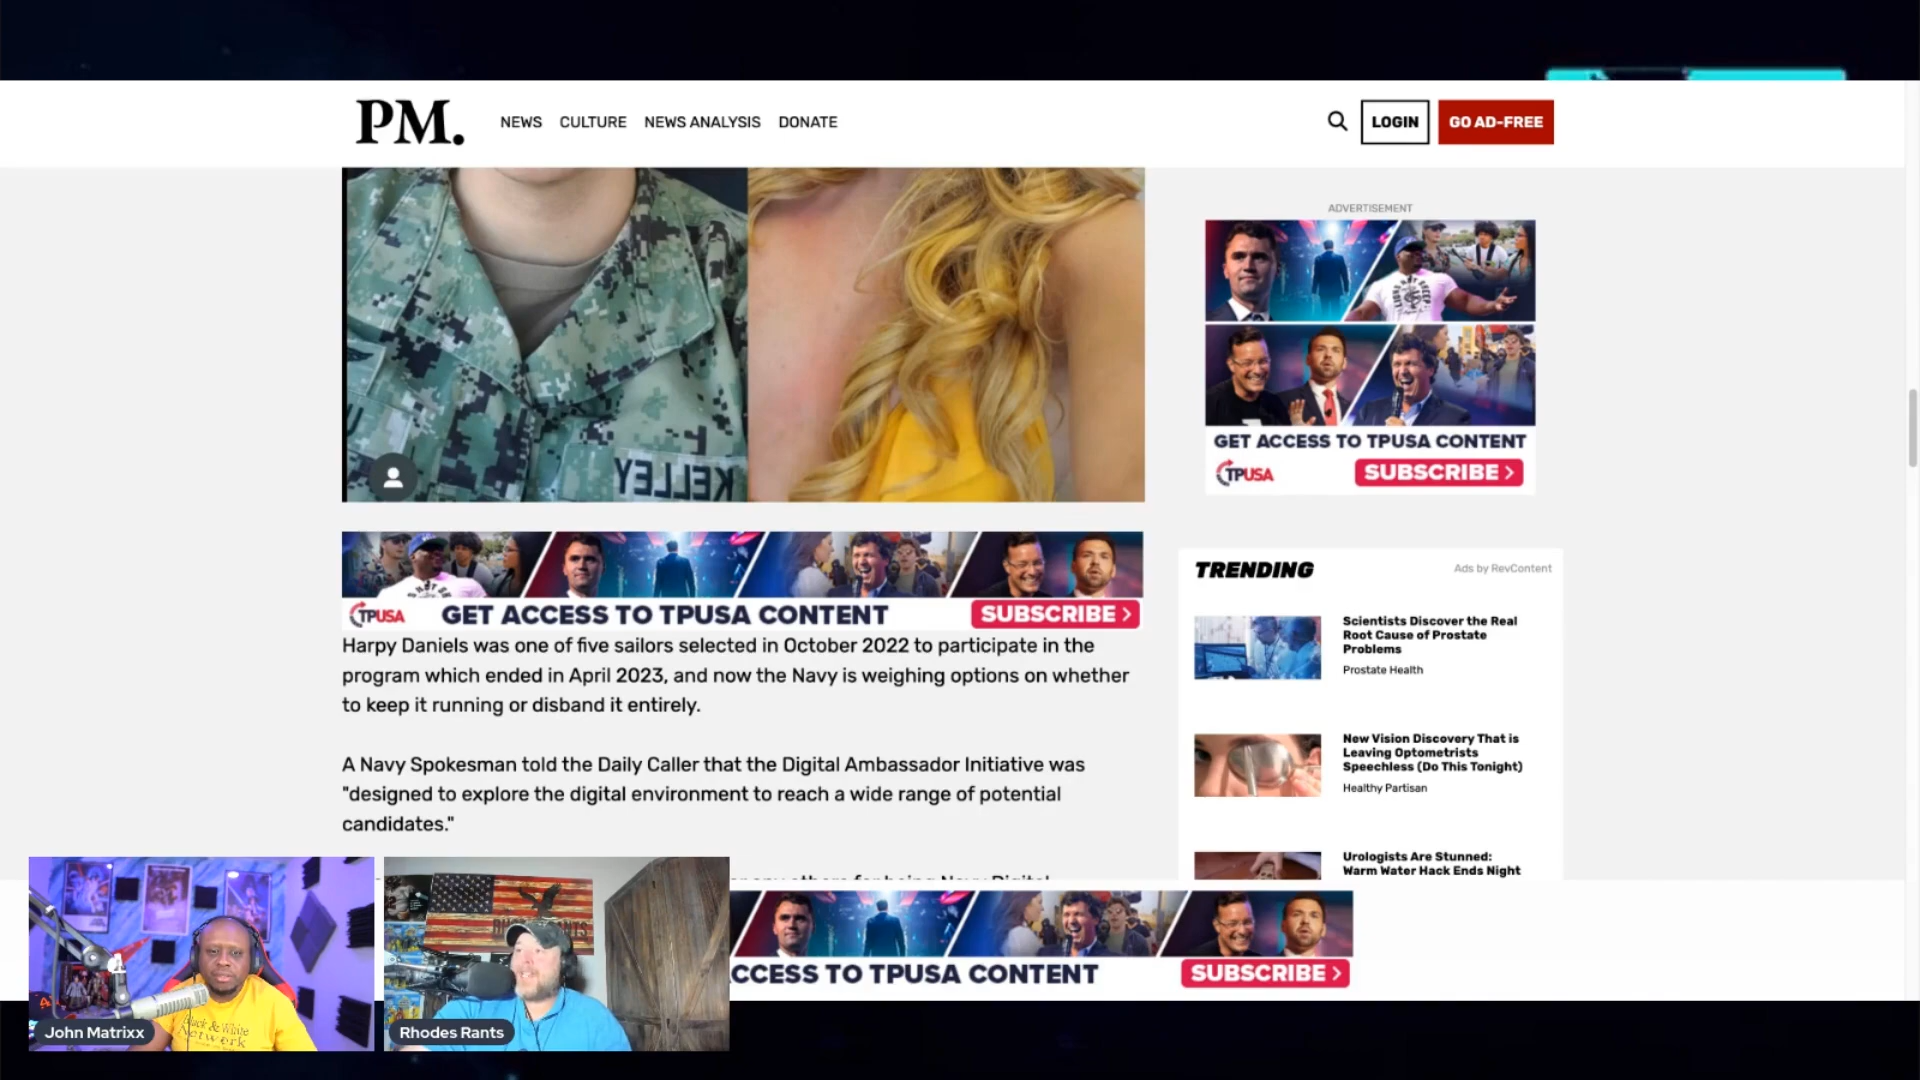 PM.
NEWS CULTURE NEWS ANALYSIS DONATE
LOGIN
GO AD-FREE
KELLEY
ADVERTISEMENT
GET ACCESS TO TPUSA CONTENT
TPUSA
SUBSCRIBE >
TPUSA GET ACCESS TO TPUSA CONTENT SUBSCRIBE >
Harpy Daniels was one of five sailors selected in October 2022 to participate in the
program which ended in April 2023, and now the Navy is weighing options on whether
to keep it running or disband it entirely.
A Navy Spokesman told the Daily Caller that the Digital Ambassador Initiative was
"designed to explore the digital environment to reach a wide range of potential
candidates."
TRENDING
Ads by RevContent
Scientists Discover the Real
Root Cause of Prostate
Problems
Prostate Health
New Vision Discovery That is
Leaving Optometrists
Speechless (Do This Tonight)
Healthy Partisan
Urologists Are Stunned:
Warm Water Hack Ends Night
CCESS TO TPUSA CONTENT SUBSCRIBE >
Black & White
Network
John Matrixx
Rhodes Rants